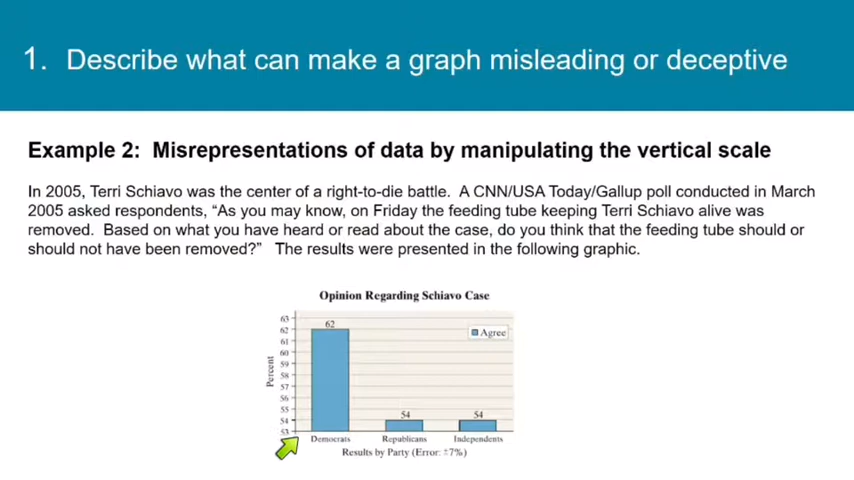 1. Describe what can make a graph misleading or deceptive
Example 2: Misrepresentations of data by manipulating the vertical scale
In 2005, Terri Schiavo was the center of a right-to-die battle. A CNN/USA Today/Gallup poll conducted in March
2005 asked respondents, “As you may know, on Friday the feeding tube keeping Terri Schiavo alive was
removed. Based on what you have heard or read about the case, do you think that the feeding tube should or
should not have been removed?” The results were presented in the following graphic.
Opinion Regarding Schiavo Case
63
62
61
60
59
58
57
56
55
54
53
Percent
62
54
54
Agree
Democrats Republicans Independents
Results by Party (Error: ±7%)